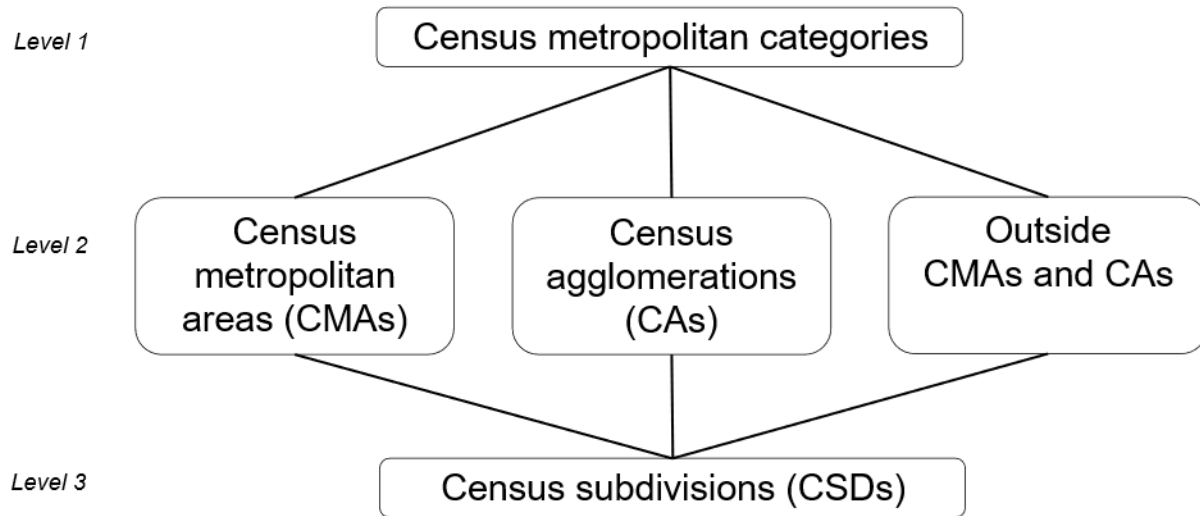 Level 1
Census metropolitan categories
Level 2
Census
metropolitan
areas (CMAs)
Census
agglomerations
(CAs)
Outside
CMAs and CAs
Level 3
Census subdivisions (CSDs)